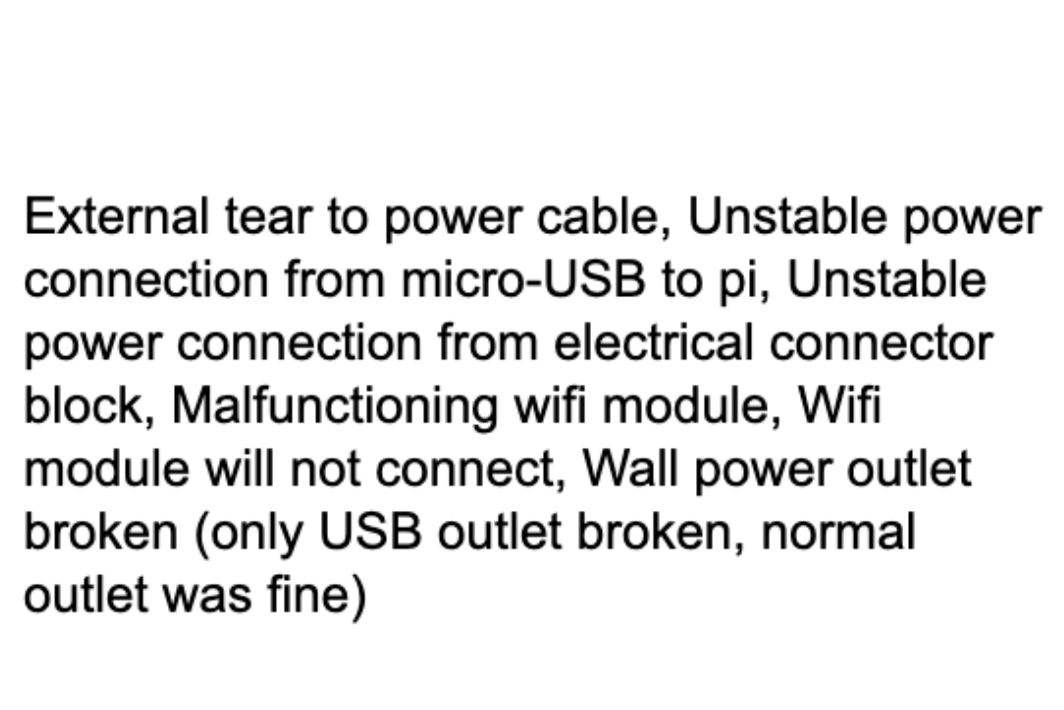 External tear to power cable, Unstable power
connection from micro-USB to pi, Unstable
power connection from electrical connector
block, Malfunctioning wifi module, Wifi
module will not connect, Wall power outlet
broken (only USB outlet broken, normal
outlet was fine)